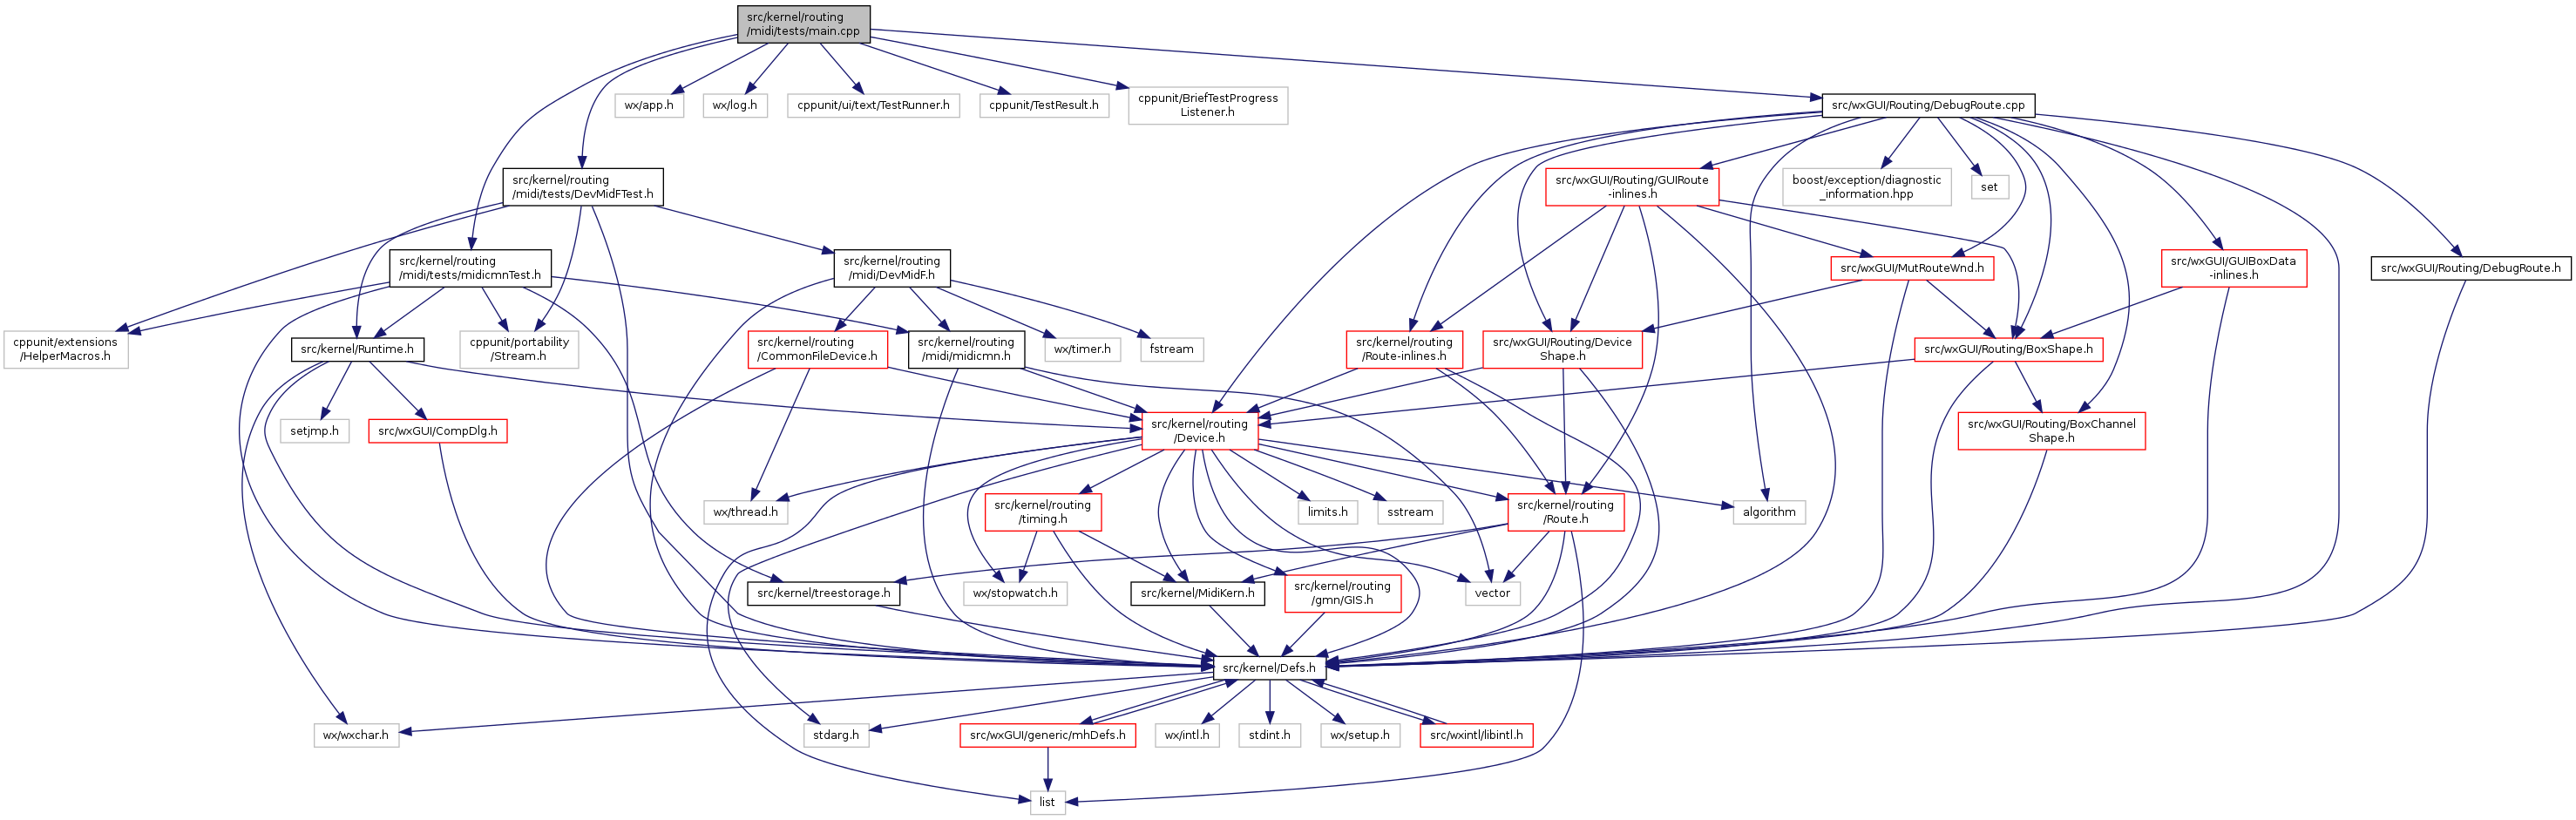 src/kernel/routing
/midi/tests/main.cpp
wx/app.h
wx/log.h
cppunit/ui/text/TestRunner.h
cppunit/TestResult.h
cppunit/BriefTestProgress
Listener.h
src/wxGUI/Routing/DebugRoute.cpp
src/kernel/routing
/midi/tests/DevMidFTest.h
src/wxGUI/Routing/GUIRoute
-inlines.h
boost/exception/diagnostic
_information.hpp
set
src/kernel/routing
/midi/tests/midicmnTest.h
src/kernel/routing
/midi/DevMidF.h
src/wxGUI/MutRouteWnd.h
src/wxGUI/GUIBoxData
-inlines.h
src/wxGUI/Routing/DebugRoute.h
cppunit/extensions
/HelperMacros.h
src/kernel/Runtime.h
cppunit/portability
/Stream.h
src/kernel/routing
/CommonFileDevice.h
src/kernel/routing
/midi/midicmn.h
wx/timer.h
fstream
src/kernel/routing
/Route-inlines.h
src/wxGUI/Routing/Device
Shape.h
src/wxGUI/Routing/BoxShape.h
setjmp.h
src/wxGUI/CompDlg.h
src/kernel/routing
/Device.h
src/wxGUI/Routing/BoxChannel
Shape.h
wx/thread.h
src/kernel/routing
/timing.h
limits.h
sstream
src/kernel/routing
/Route.h
algorithm
src/kernel/treestorage.h
wx/stopwatch.h
src/kernel/MidiKern.h
src/kernel/routing
/gmn/GIS.h
vector
src/kernel/Defs.h
wx/wxchar.h
stdarg.h
src/wxGUI/generic/mhDefs.h
wx/intl.h
stdint.h
wx/setup.h
src/wxintl/libintl.h
list